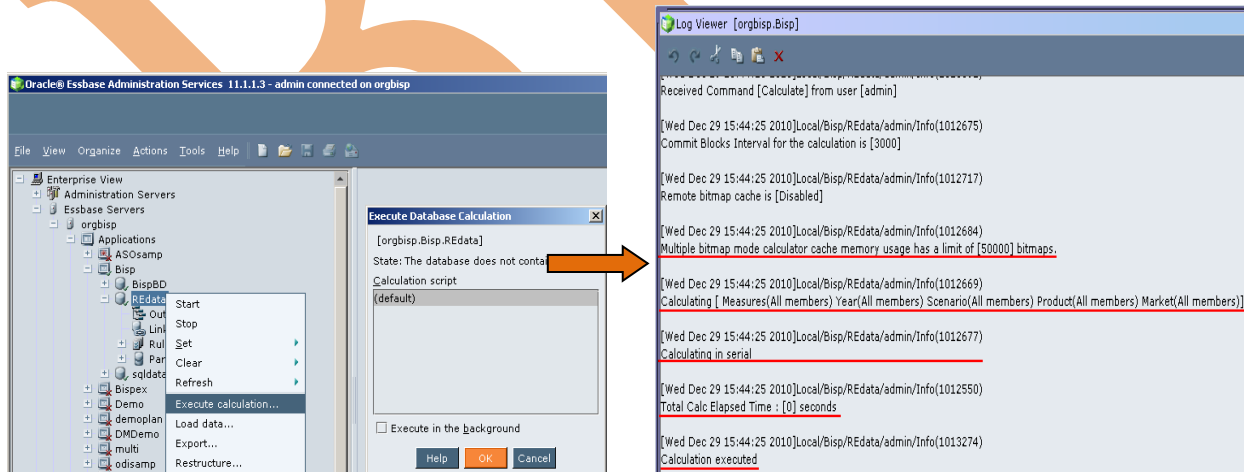 Oracle® Essbase Administration Services 11.1.1.3 - admin connected on orgbisp
File View Organize Actions Tools Help
Enterprise View
Administration Servers
Essbase Servers
orgbisp
Applications
ASOsamp
Bisp
BispBD
REdata
Out
Lin
Rul
Par
sqldata
Bispex
Demo
demoplan
DMDemo
multi
odisamp
Start
Stop
Set
Clear
Refresh
Execute calculation...
Load data...
Export...
Restructure...
Execute Database Calculation
[orgbisp.Bisp.REdata]
State: The database does not conta
Calculation script
(default)
Execute in the background
Help OK Cancel
Log Viewer [orgbisp.Bisp]
Received Command [Calculate] from user [admin]
[Wed Dec 29 15:44:25 2010]Local/Bisp/REdata/admin/Info(1012675)
Commit Blocks Interval for the calculation is [3000]
[Wed Dec 29 15:44:25 2010]Local/Bisp/REdata/admin/Info(1012717)
Remote bitmap cache is [Disabled]
[Wed Dec 29 15:44:25 2010]Local/Bisp/REdata/admin/Info(1012684)
Multiple bitmap mode calculator cache memory usage has a limit of [50000] bitmaps.
[Wed Dec 29 15:44:25 2010]Local/Bisp/REdata/admin/Info(1012669)
Calculating [ Measures(All members) Year(All members) Scenario(All members) Product(All members) Market(All members)]
[Wed Dec 29 15:44:25 2010]Local/Bisp/REdata/admin/Info(1012677)
Calculating in serial
[Wed Dec 29 15:44:25 2010]Local/Bisp/REdata/admin/Info(1012550)
Total Calc Elapsed Time : [0] seconds
[Wed Dec 29 15:44:25 2010]Local/Bisp/REdata/admin/Info(1013274)
Calculation executed